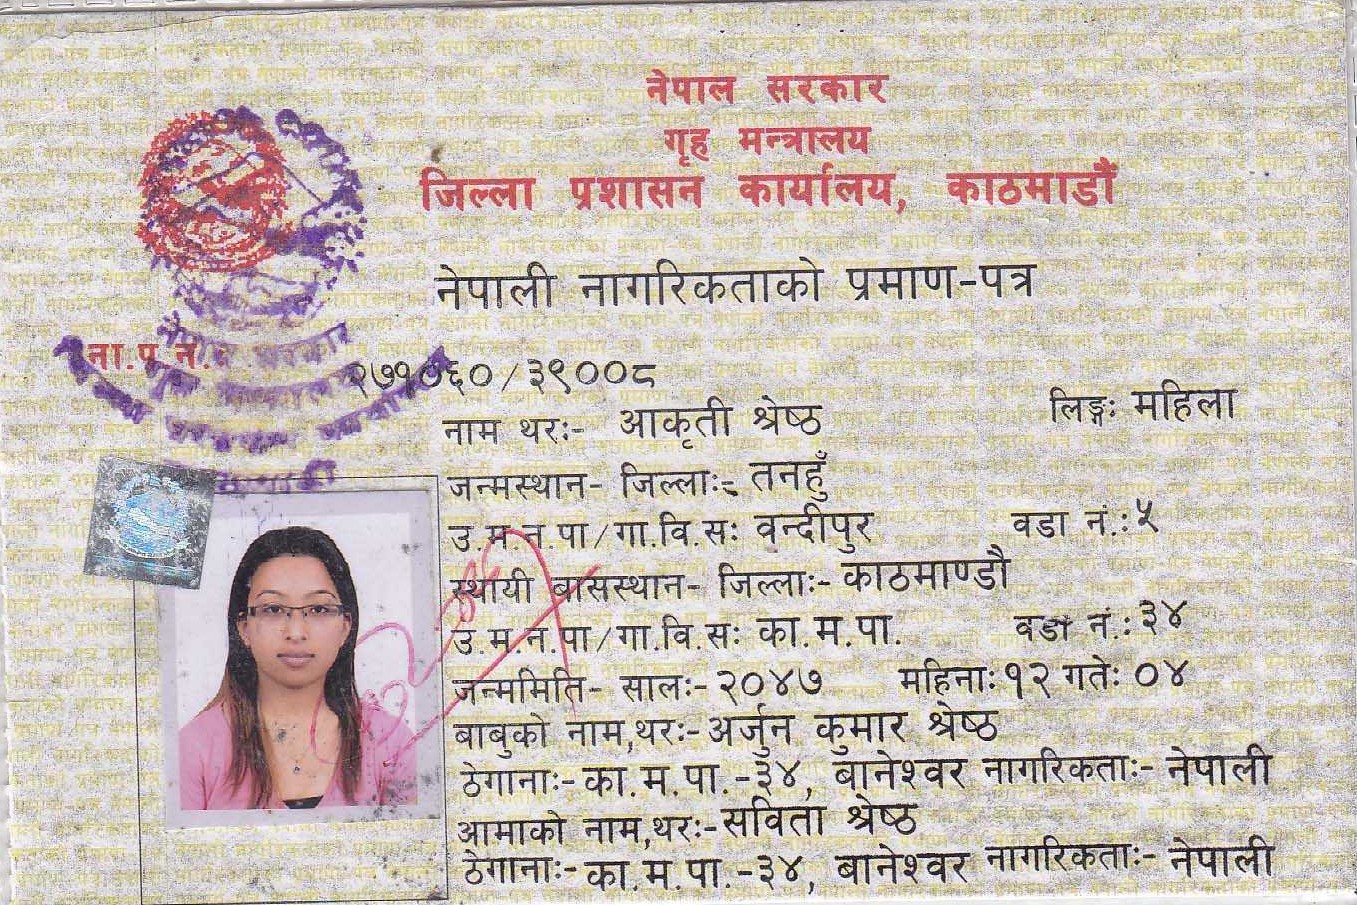 नेपाल सरकार
गृह मन्त्रालय
जिल्ला प्रशासन कार्यालय, काठमाडौं
नेपाली नागरिकताको प्रमाण-पत्र
ना.प्र.नं.
२७१०६०/३९००८
नाम थरः- आकृती श्रेष्ठ लिङ्गः महिला
जन्मस्थान- जिल्लाः- तनहुँ
उ.म.न.पा/गा.वि.सः वन्दीपुर वडा नं.:५
स्थायी बासस्थान- जिल्लाः- काठमाण्डौ
उ.म.न.पा/गा.वि.सः का.म.पा. वडा नं.:३४
जन्ममिति- सालः- २०४७ महिनाः १२ गतेः ०४
बाबुको नाम,थरः- अर्जुन कुमार श्रेष्ठ
ठेगानाः- का.म.पा.-३४, बानेश्वर नागरिकताः- नेपाली
आमाको नाम,थरः- सविता श्रेष्ठ
ठेगानाः- का.म.पा.-३४, बानेश्वर नागरिकताः- नेपाली